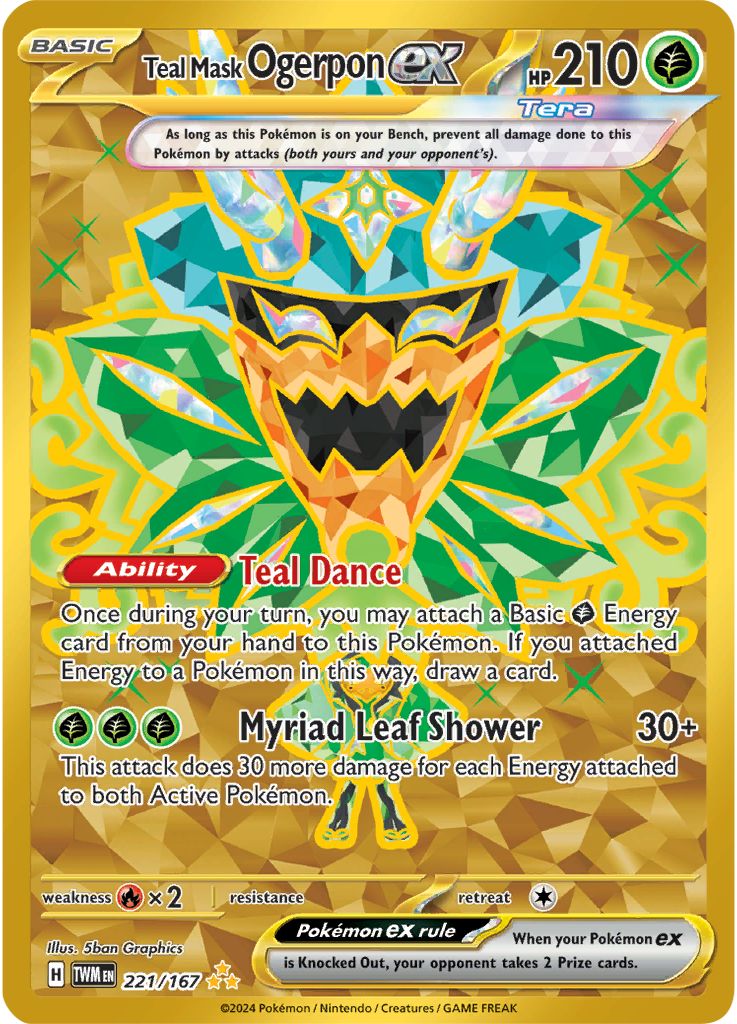 BASIC
Teal Mask Ogerpon ex HP 210
Tera
As long as this Pokémon is on your Bench, prevent all damage done to this
Pokémon by attacks (both yours and your opponent's).
Ability Teal Dance
Once during your turn, you may attach a Basic Energy
card from your hand to this Pokémon. If you attached
Energy to a Pokémon in this way, draw a card.
Myriad Leaf Shower 30+
This attack does 30 more damage for each Energy attached
to both Active Pokémon.
weakness ×2 resistance retreat
Illus. 5ban Graphics
Pokémon ex rule When your Pokémon ex
is Knocked Out, your opponent takes 2 Prize cards.
H TWM EN 221/167
©2024 Pokémon / Nintendo / Creatures / GAME FREAK